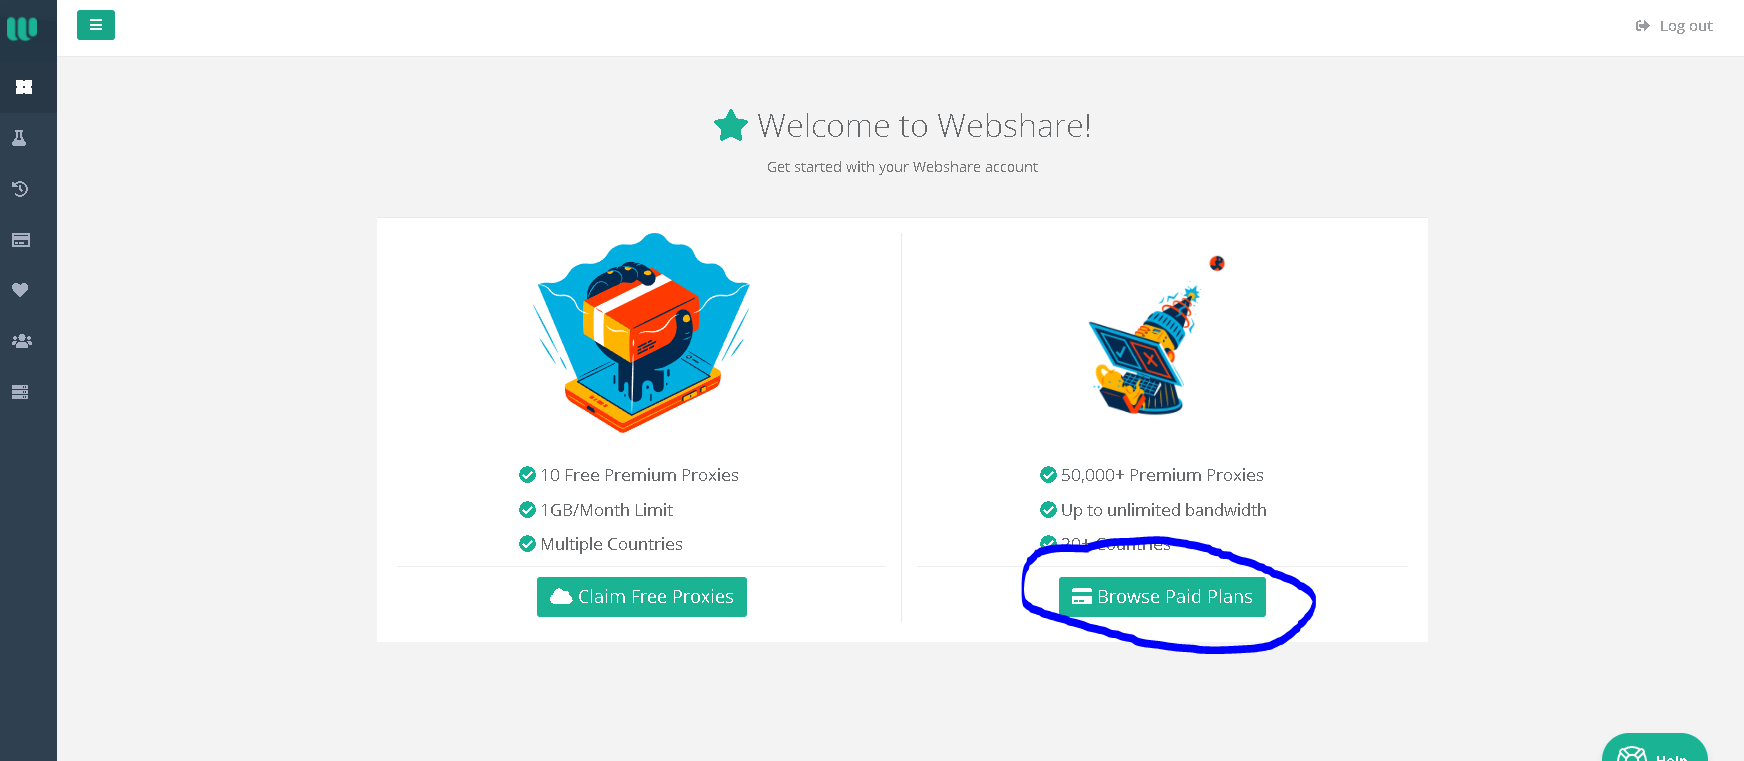 Log out
Welcome to Webshare!
Get started with your Webshare account
10 Free Premium Proxies
1GB/Month Limit
Multiple Countries
Claim Free Proxies
50,000+ Premium Proxies
Up to unlimited bandwidth
20+ Countries
Browse Paid Plans
Help